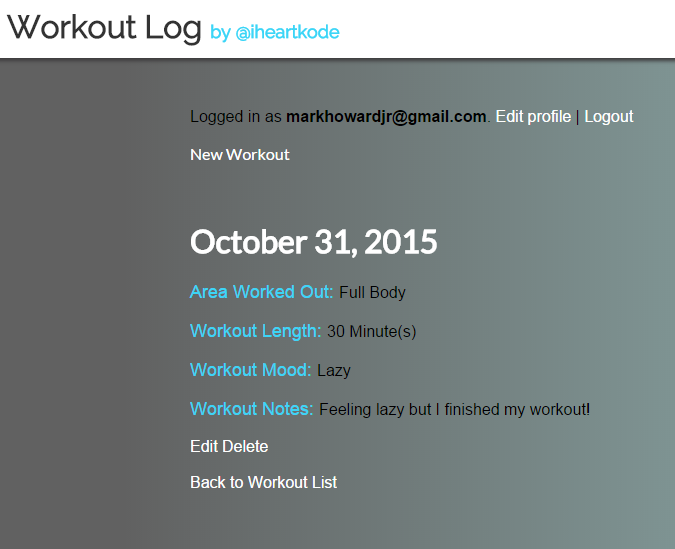 Workout Log by @iheartkode
Logged in as markhowardjr@gmail.com. Edit profile | Logout
New Workout
October 31, 2015
Area Worked Out: Full Body
Workout Length: 30 Minute(s)
Workout Mood: Lazy
Workout Notes: Feeling lazy but I finished my workout!
Edit Delete
Back to Workout List